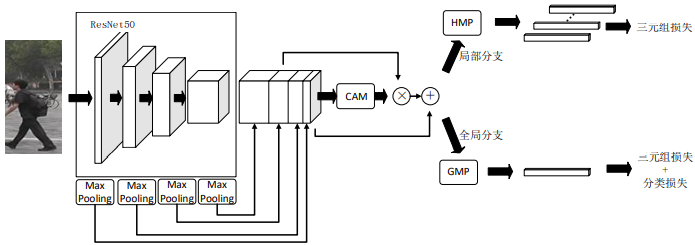 ResNet50
HMP
三元组损失
局部分支
CAM
全局分支
GMP
三元组损失
+
分类损失
Max
Pooling
Max
Pooling
Max
Pooling
Max
Pooling